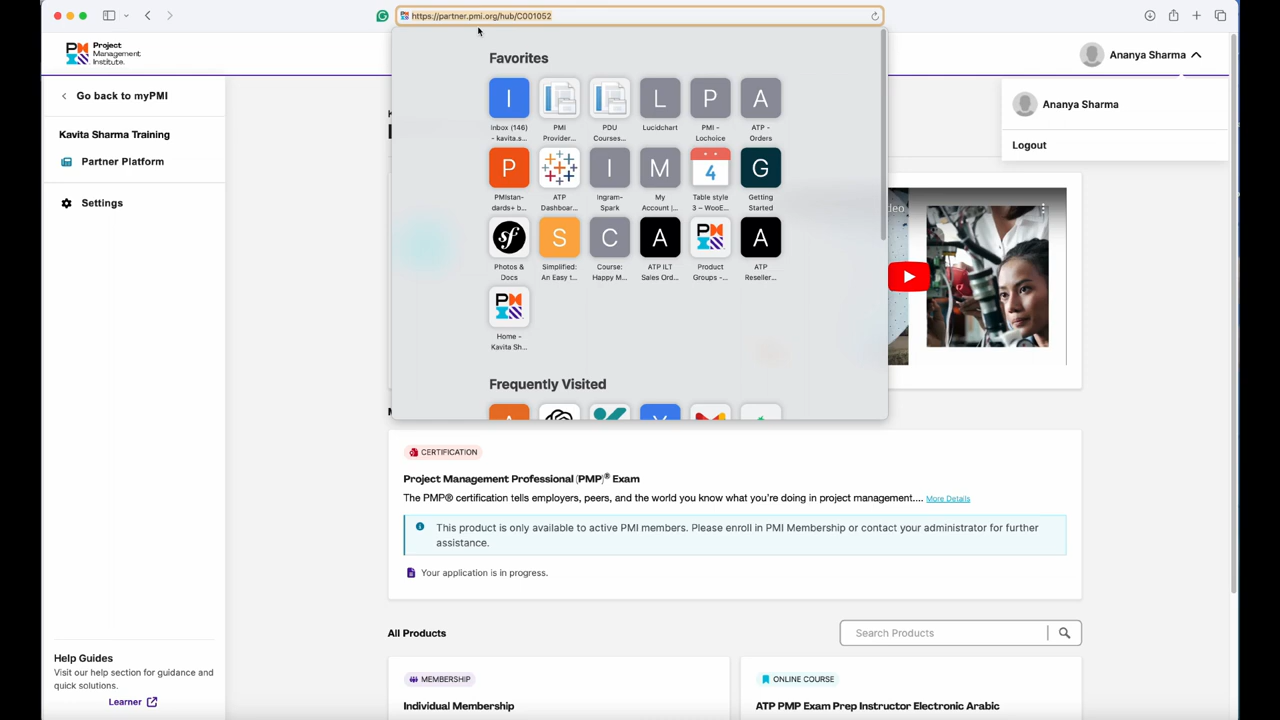 https://partner.pmi.org/hub/C001052
Project
Management
Institute.
Ananya Sharma
Go back to myPMI
Ananya Sharma
Logout
Kavita Sharma Training
Partner Platform
Settings
Favorites
I
L
P
A
Inbox (146)
- kavita.s...
PMI
Provider...
PDU
Courses...
Lucidchart
PMI -
Lochoice
ATP -
Orders
P
I
M
4
G
PMIstan-
dards+ b...
ATP
Dashboar...
Ingram-
Spark
My
Account |...
Table style
3 – WooE...
Getting
Started
sf
S
C
A
A
Photos &
Docs
Simplified:
An Easy t...
Course:
Happy M...
ATP ILT
Sales Ord...
Product
Groups -...
ATP
Reseller...
Home -
Kavita Sh...
Frequently Visited
CERTIFICATION
Project Management Professional (PMP)® Exam
The PMP® certification tells employers, peers, and the world you know what you're doing in project management.... More Details
This product is only available to active PMI members. Please enroll in PMI Membership or contact your administrator for further
assistance.
Your application is in progress.
All Products
Search Products
MEMBERSHIP
Individual Membership
ONLINE COURSE
ATP PMP Exam Prep Instructor Electronic Arabic
Help Guides
Visit our help section for guidance and
quick solutions.
Learner